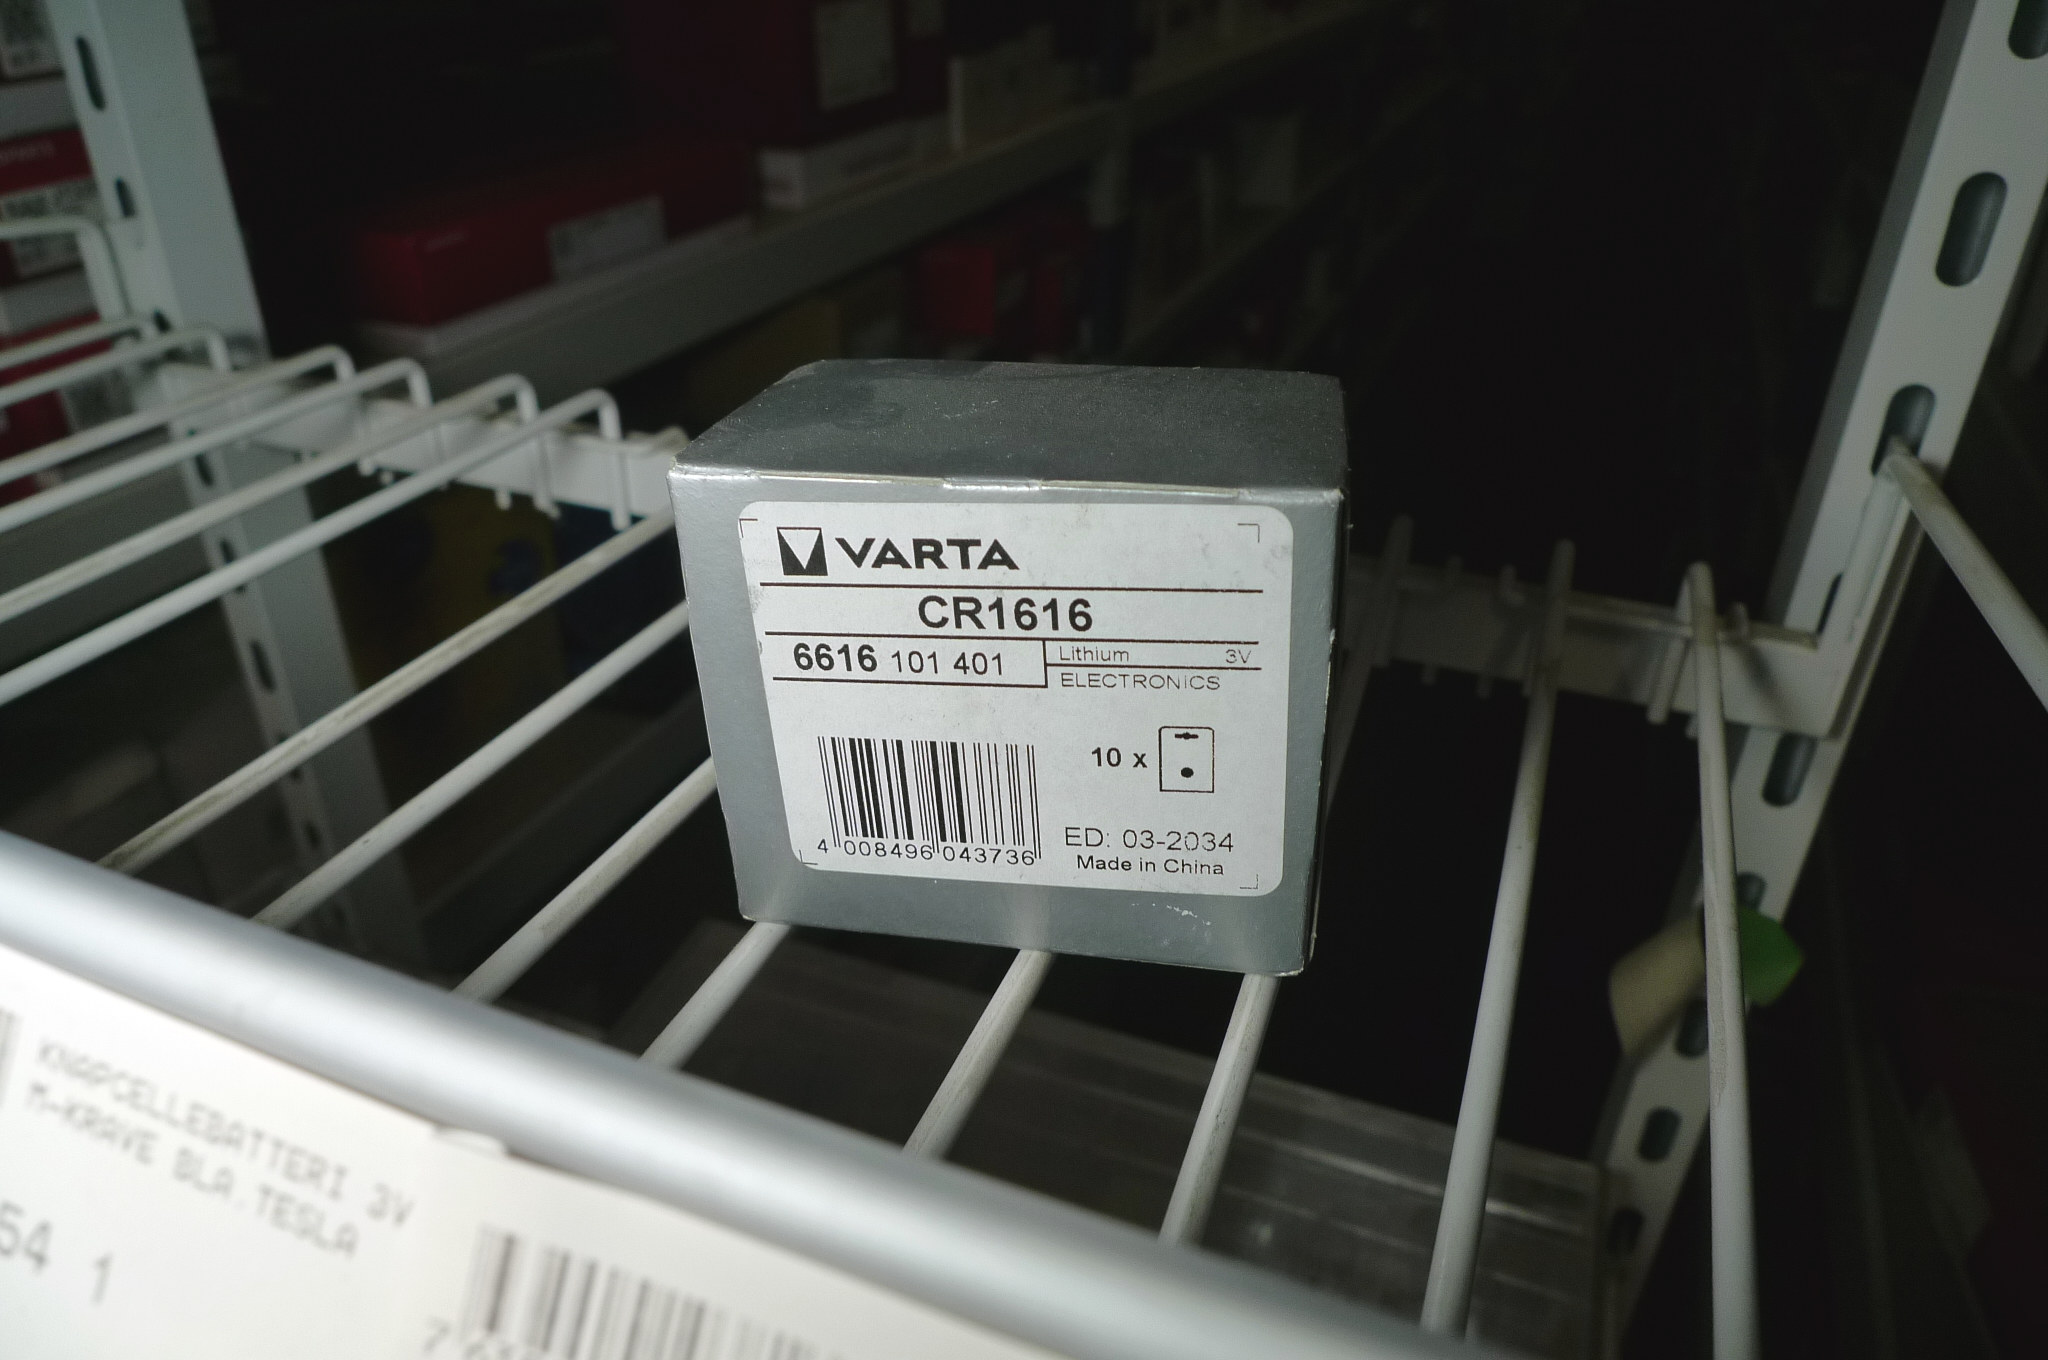 VARTA
CR1616
6616 101 401
Lithium 3V
ELECTRONICS
10 x
4 008496 043736
ED: 03-2034
Made in China
KNAPCELLEBATTERI 3V
M-KRAVE BLA.TESLA
54 1